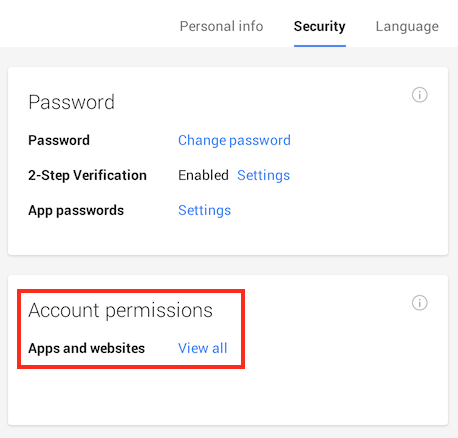 Personal info Security Language
Password
Password Change password
2-Step Verification Enabled Settings
App passwords Settings
Account permissions
Apps and websites View all